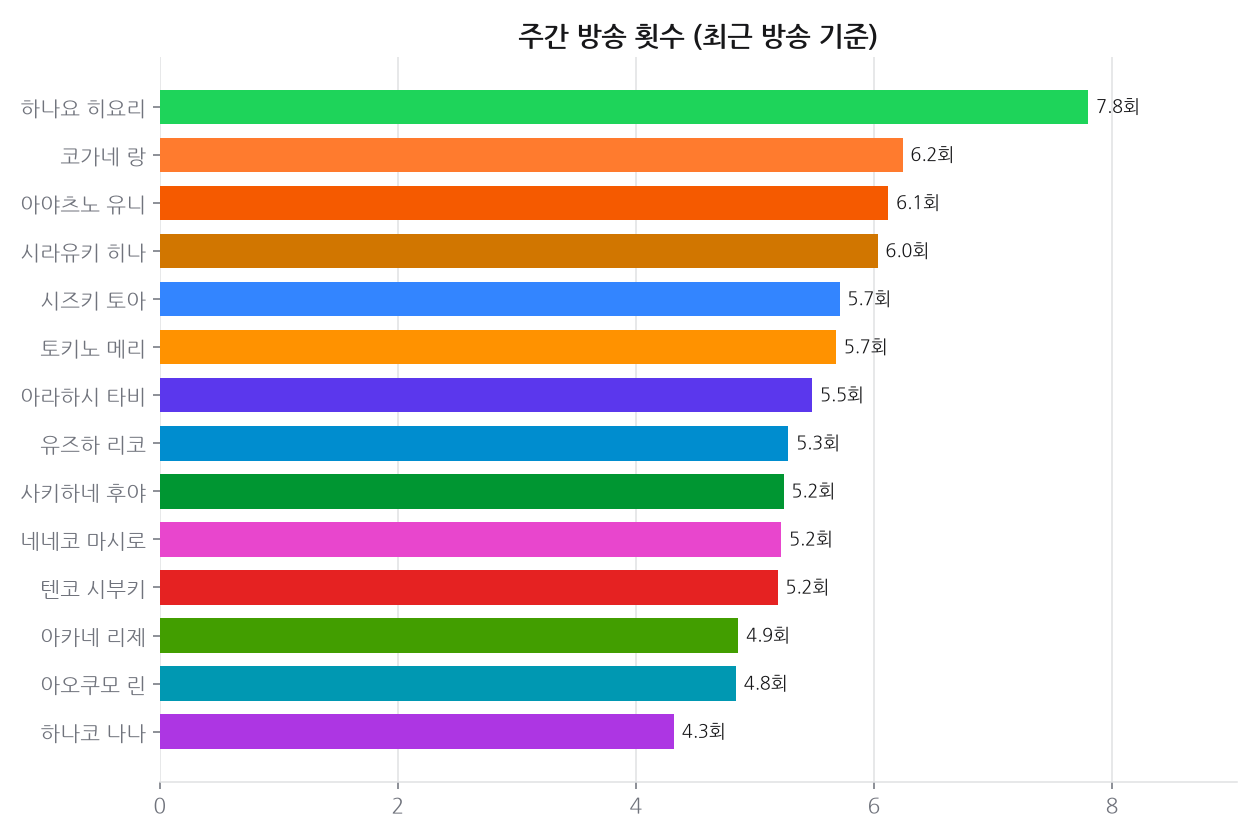 주간 방송 횟수 (최근 방송 기준)
하나요 히요리 7.8회
코가네 랑 6.2회
아야츠노 유니 6.1회
시라유키 히나 6.0회
시즈키 토아 5.7회
토키노 메리 5.7회
아라하시 타비 5.5회
유즈하 리코 5.3회
사키하네 후야 5.2회
네네코 마시로 5.2회
텐코 시부키 5.2회
아카네 리제 4.9회
아오쿠모 린 4.8회
하나코 나나 4.3회
0 2 4 6 8